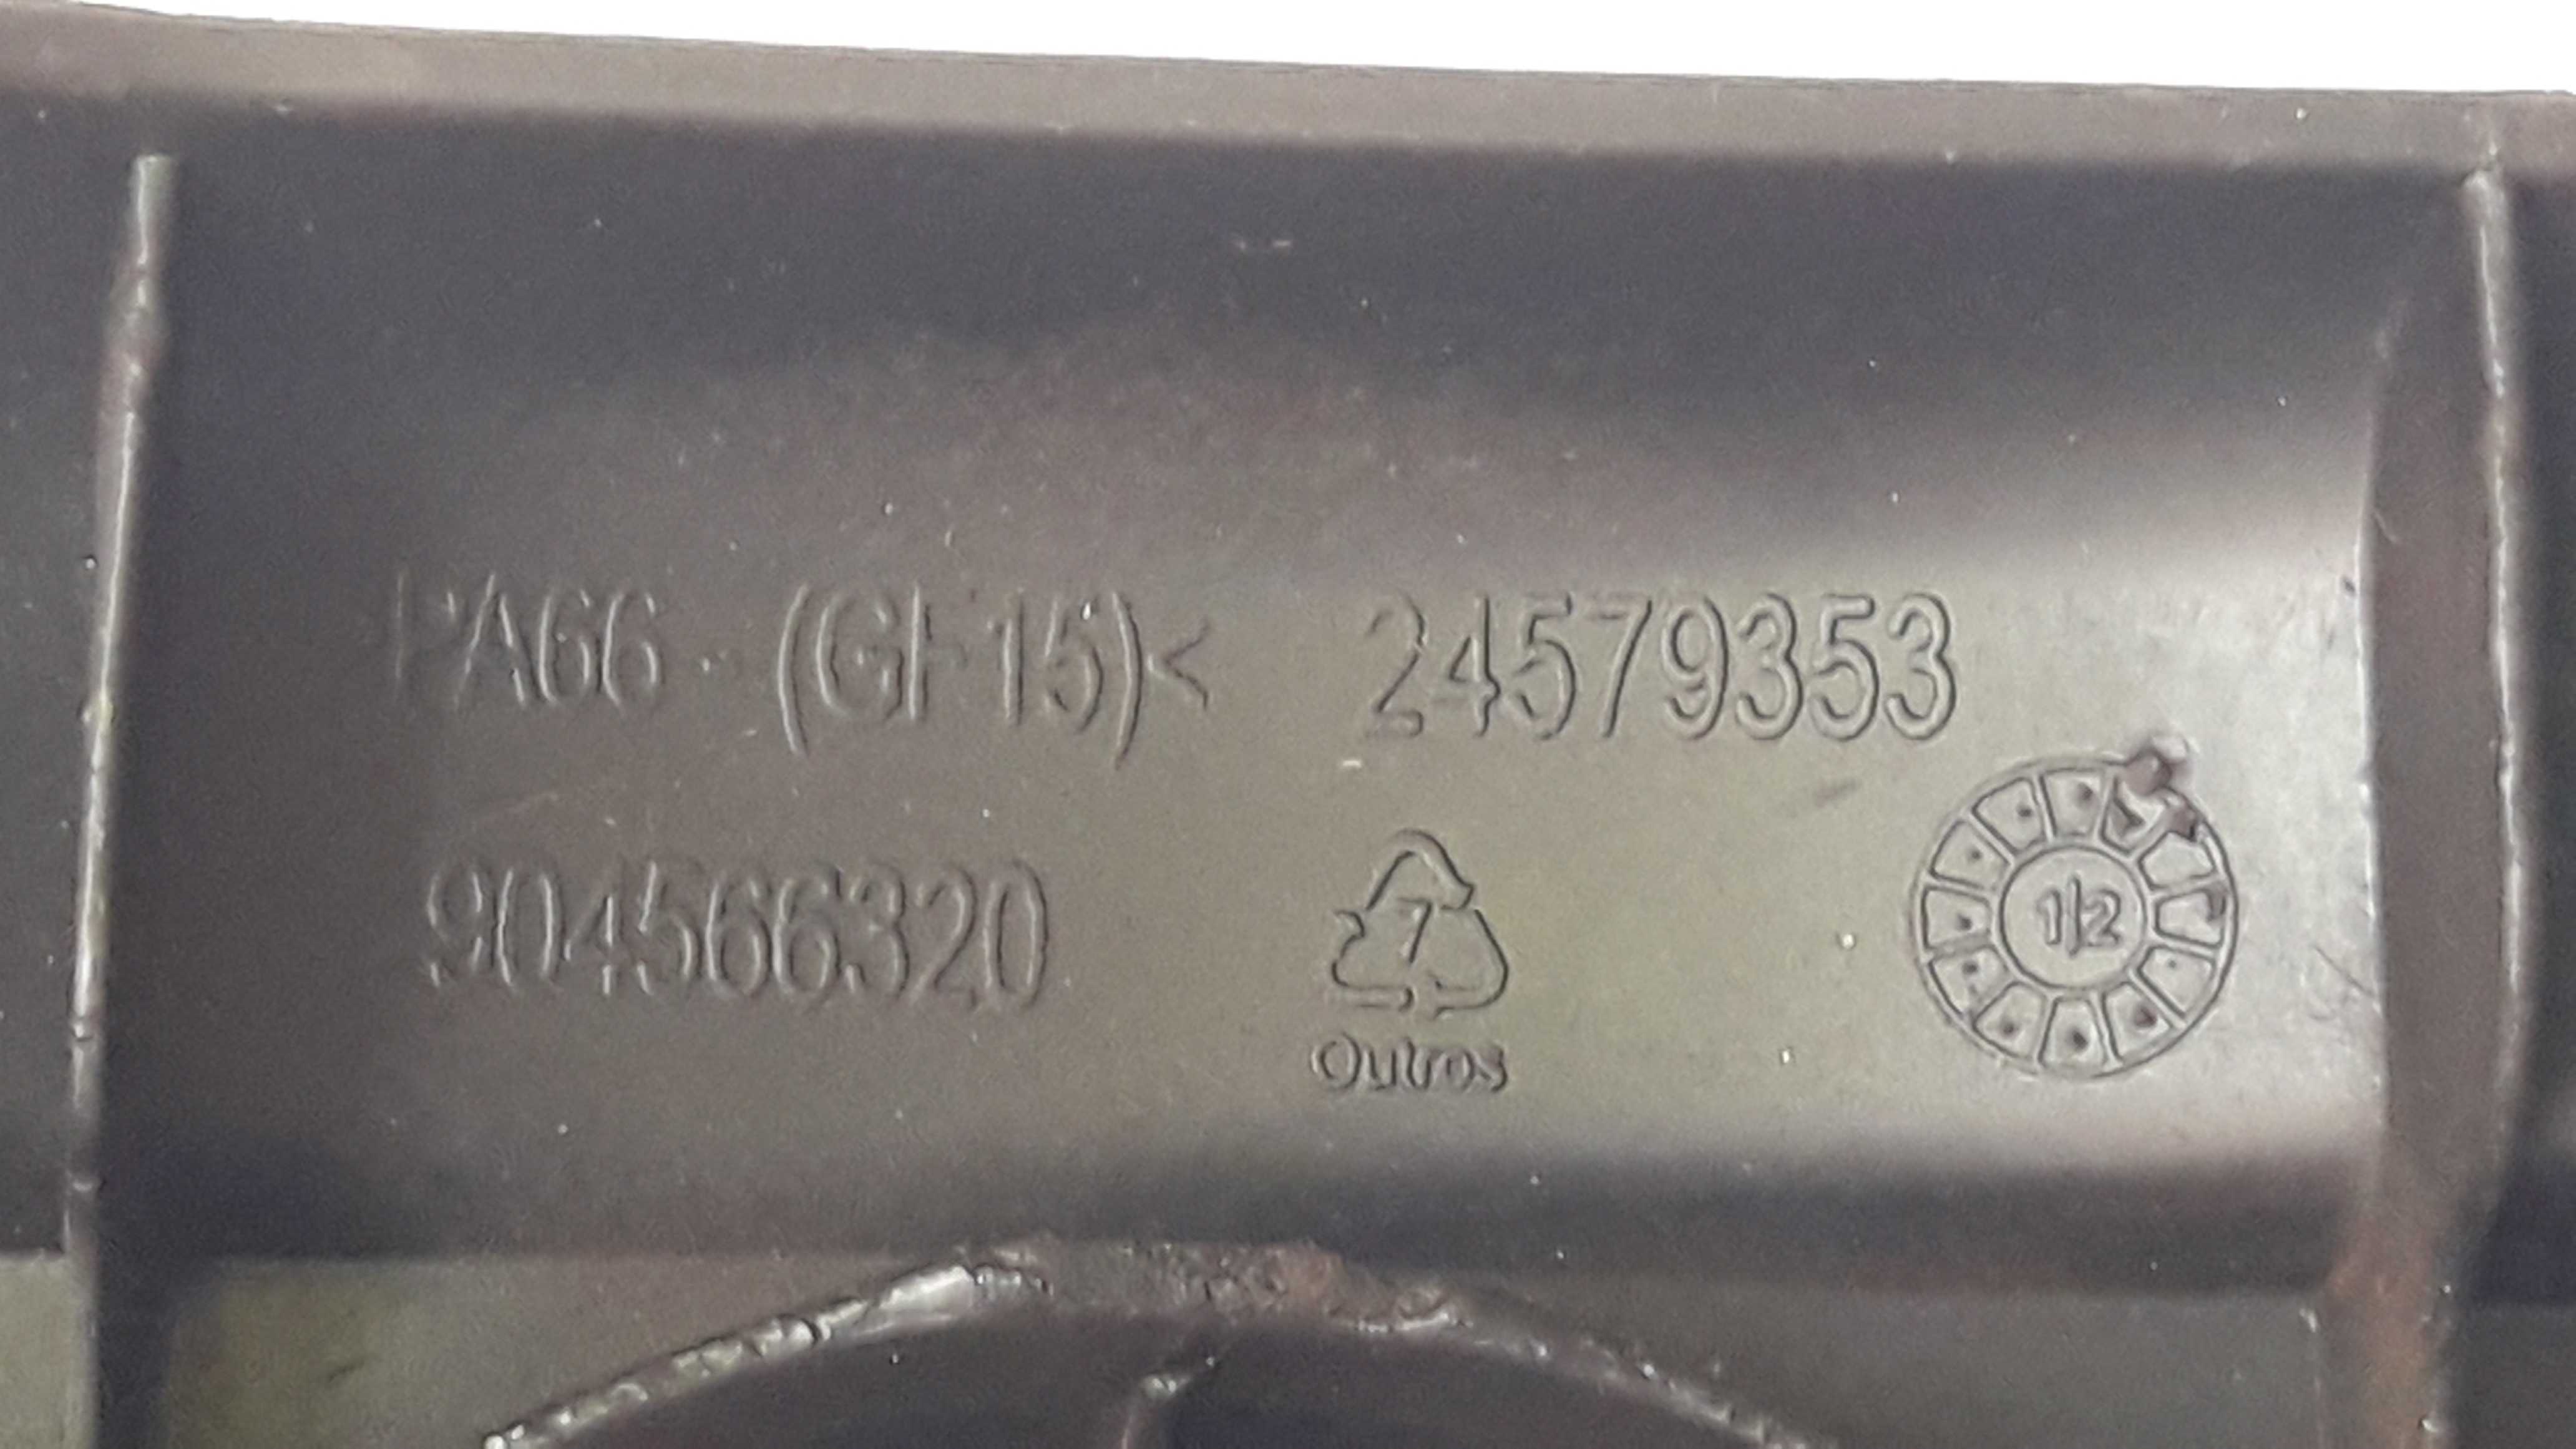 PA66 - (GF15)< 24579353
904566320
7
Outros
1|2